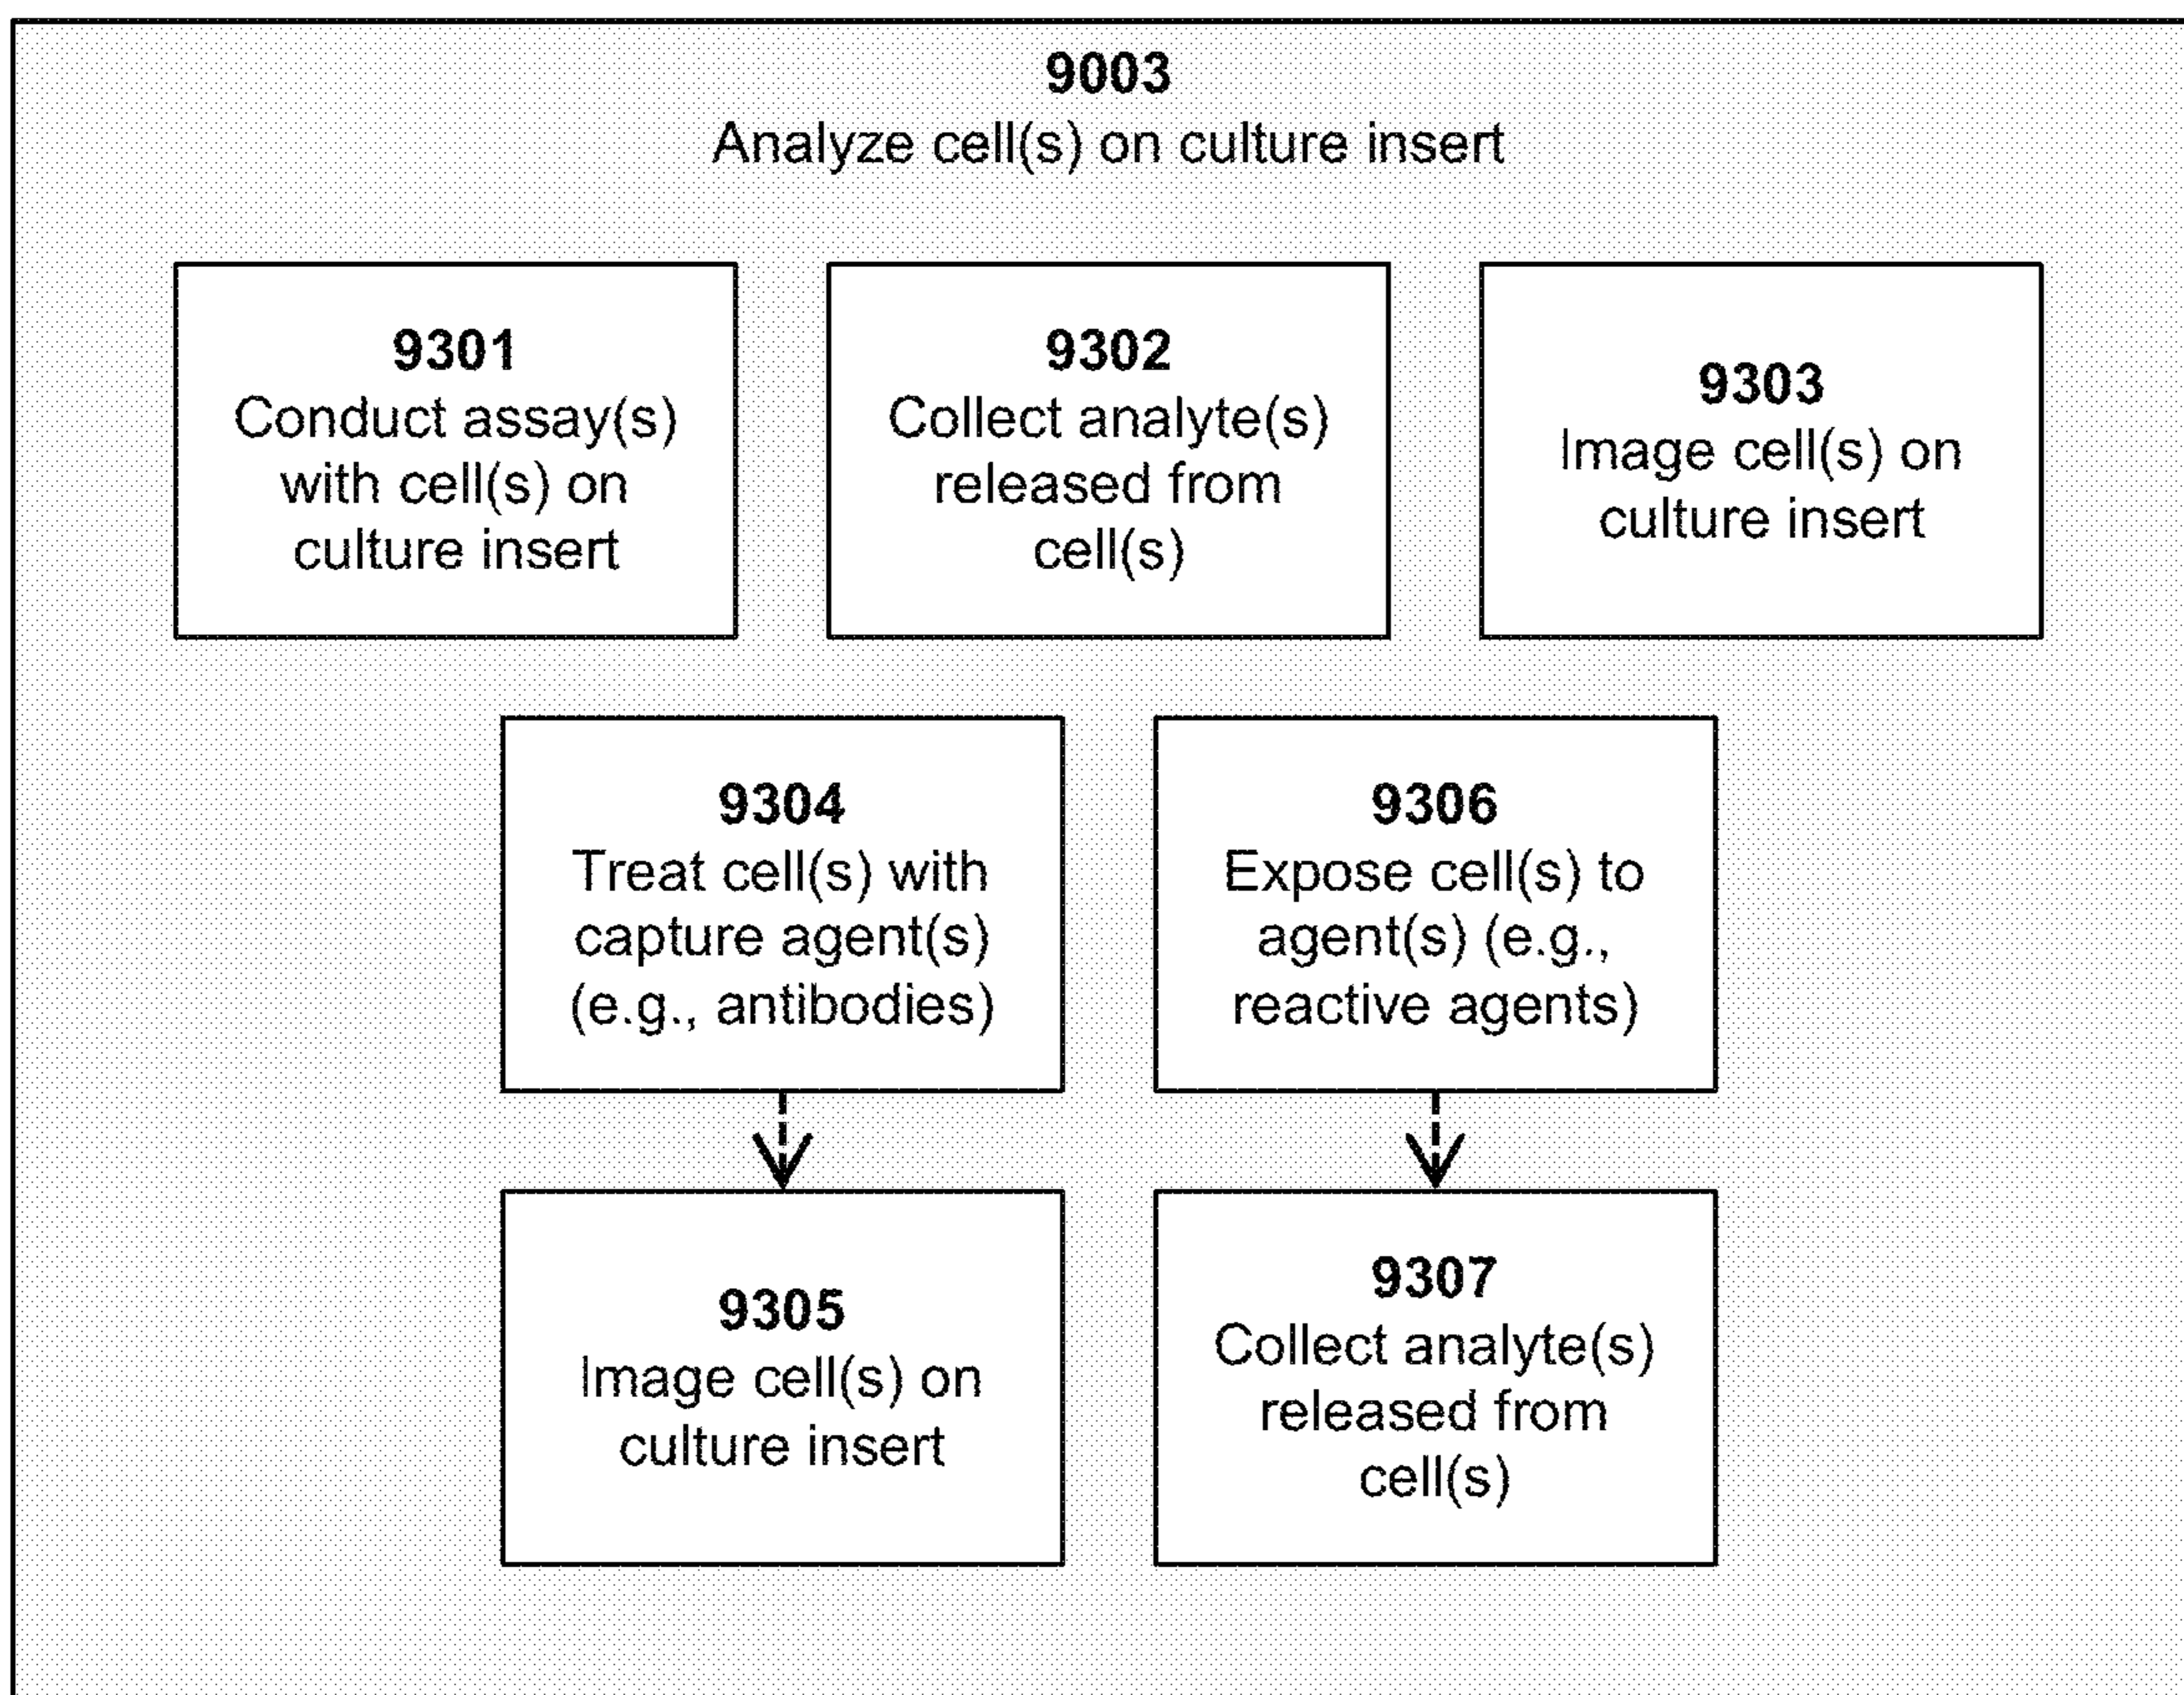 9003
Analyze cell(s) on culture insert
9301
Conduct assay(s)
with cell(s) on
culture insert
9302
Collect analyte(s)
released from
cell(s)
9303
Image cell(s) on
culture insert
9304
Treat cell(s) with
capture agent(s)
(e.g., antibodies)
9306
Expose cell(s) to
agent(s) (e.g.,
reactive agents)
9305
Image cell(s) on
culture insert
9307
Collect analyte(s)
released from
cell(s)